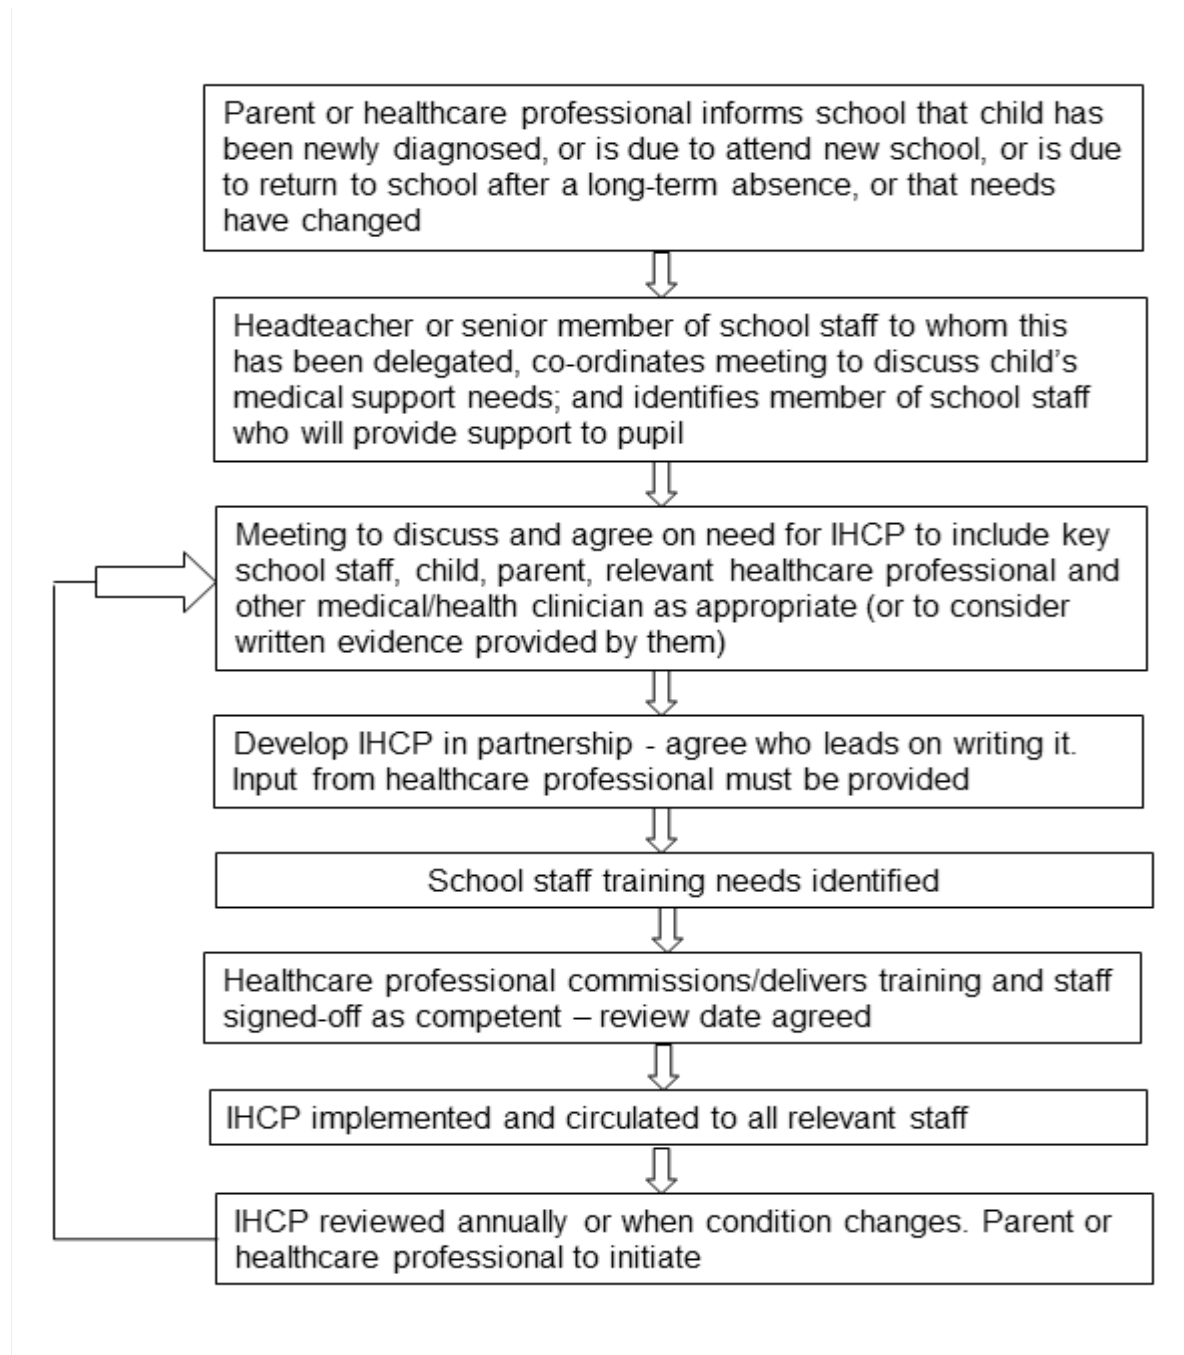 Parent or healthcare professional informs school that child has
been newly diagnosed, or is due to attend new school, or is due
to return to school after a long-term absence, or that needs
have changed
Headteacher or senior member of school staff to whom this
has been delegated, co-ordinates meeting to discuss child's
medical support needs; and identifies member of school staff
who will provide support to pupil
Meeting to discuss and agree on need for IHCP to include key
school staff, child, parent, relevant healthcare professional and
other medical/health clinician as appropriate (or to consider
written evidence provided by them)
Develop IHCP in partnership - agree who leads on writing it.
Input from healthcare professional must be provided
School staff training needs identified
Healthcare professional commissions/delivers training and staff
signed-off as competent – review date agreed
IHCP implemented and circulated to all relevant staff
IHCP reviewed annually or when condition changes. Parent or
healthcare professional to initiate